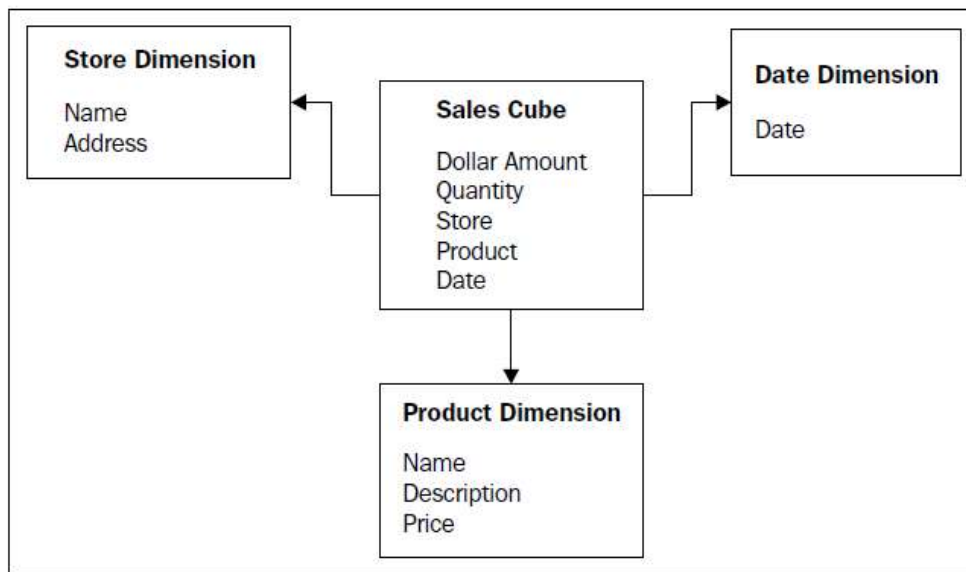 Store Dimension
Name
Address
Sales Cube
Dollar Amount
Quantity
Store
Product
Date
Date Dimension
Date
Product Dimension
Name
Description
Price